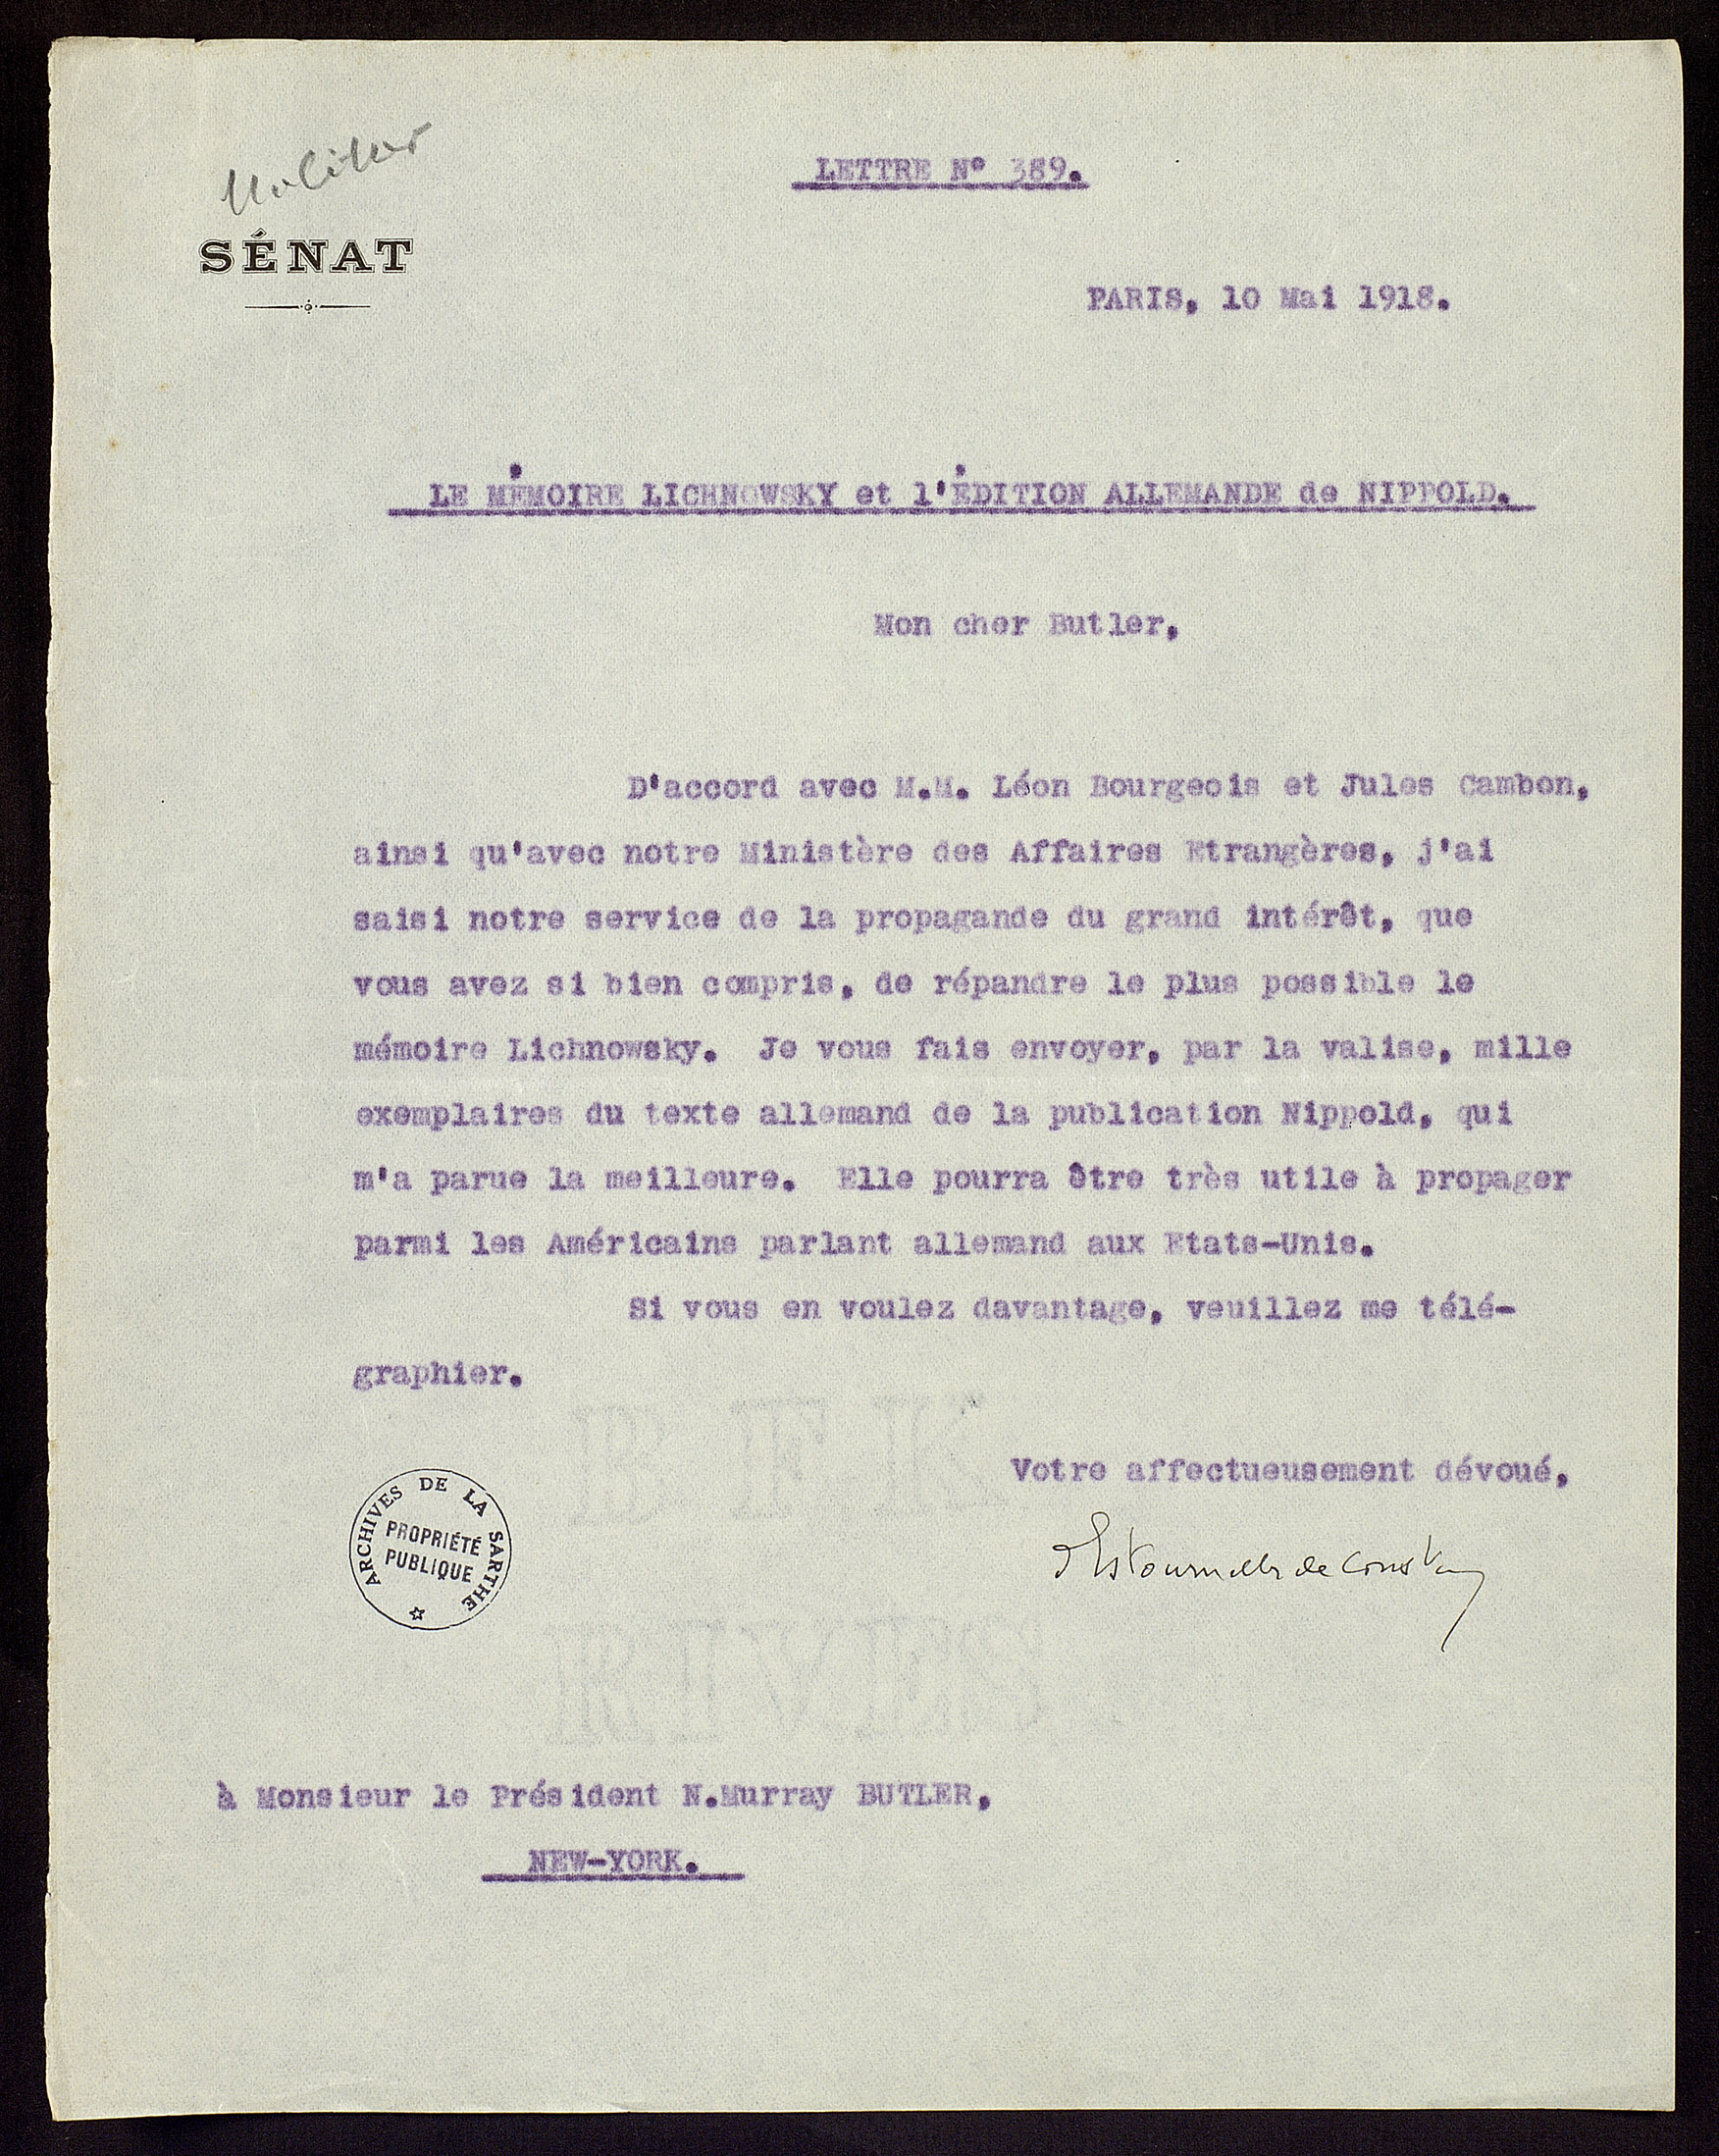 LETTRE N° 389.
SÉNAT
PARIS, 10 Mai 1918.
LE MÉMOIRE LICHNOWSKY et l'ÉDITION ALLEMANDE de NIPPOLD.
Mon cher Butler,
D'accord avec M.M. Léon Bourgeois et Jules Cambon,
ainsi qu'avec notre Ministère des Affaires Etrangères, j'ai
saisi notre service de la propagande du grand intérêt, que
vous avez si bien compris, de répandre le plus possible le
mémoire Lichnowsky. Je vous fais envoyer, par la valise, mille
exemplaires du texte allemand de la publication Nippold, qui
m'a parue la meilleure. Elle pourra être très utile à propager
parmi les Américains parlant allemand aux Etats-Unis.
Si vous en voulez davantage, veuillez me télé-
graphier.
Votre affectueusement dévoué,
d'Estournelles de Constant
ARCHIVES DE LA SARTHE
PROPRIÉTÉ
PUBLIQUE
à Monsieur le Président N.Murray BUTLER,
NEW-YORK.